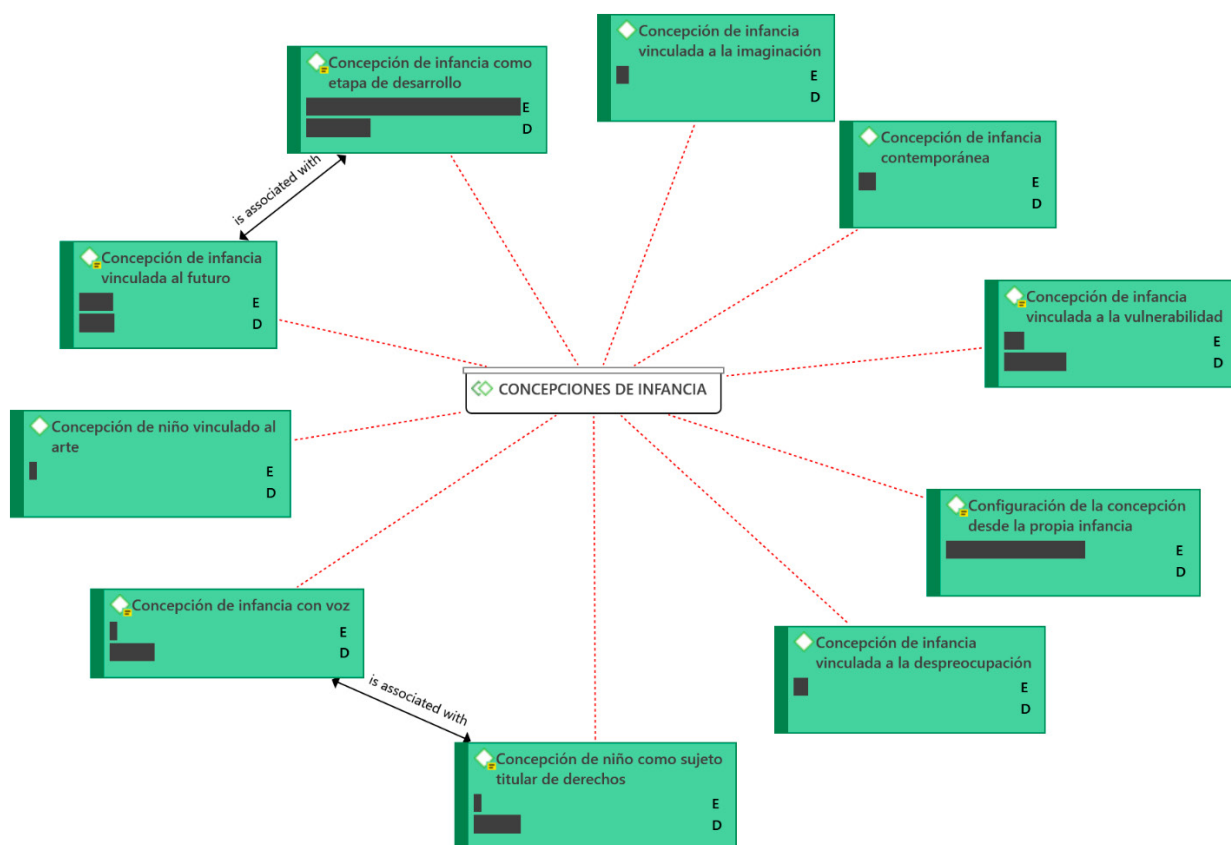 Concepción de infancia
vinculada a la imaginación
E
D
Concepción de infancia como
etapa de desarrollo
E
D
Concepción de infancia
contemporánea
E
D
is associated with
Concepción de infancia
vinculada al futuro
E
D
Concepción de infancia
vinculada a la vulnerabilidad
E
D
CONCEPCIONES DE INFANCIA
Concepción de niño vinculado al
arte
E
D
Configuración de la concepción
desde la propia infancia
E
D
Concepción de infancia con voz
E
D
Concepción de infancia
vinculada a la despreocupación
E
D
is associated with
Concepción de niño como sujeto
titular de derechos
E
D